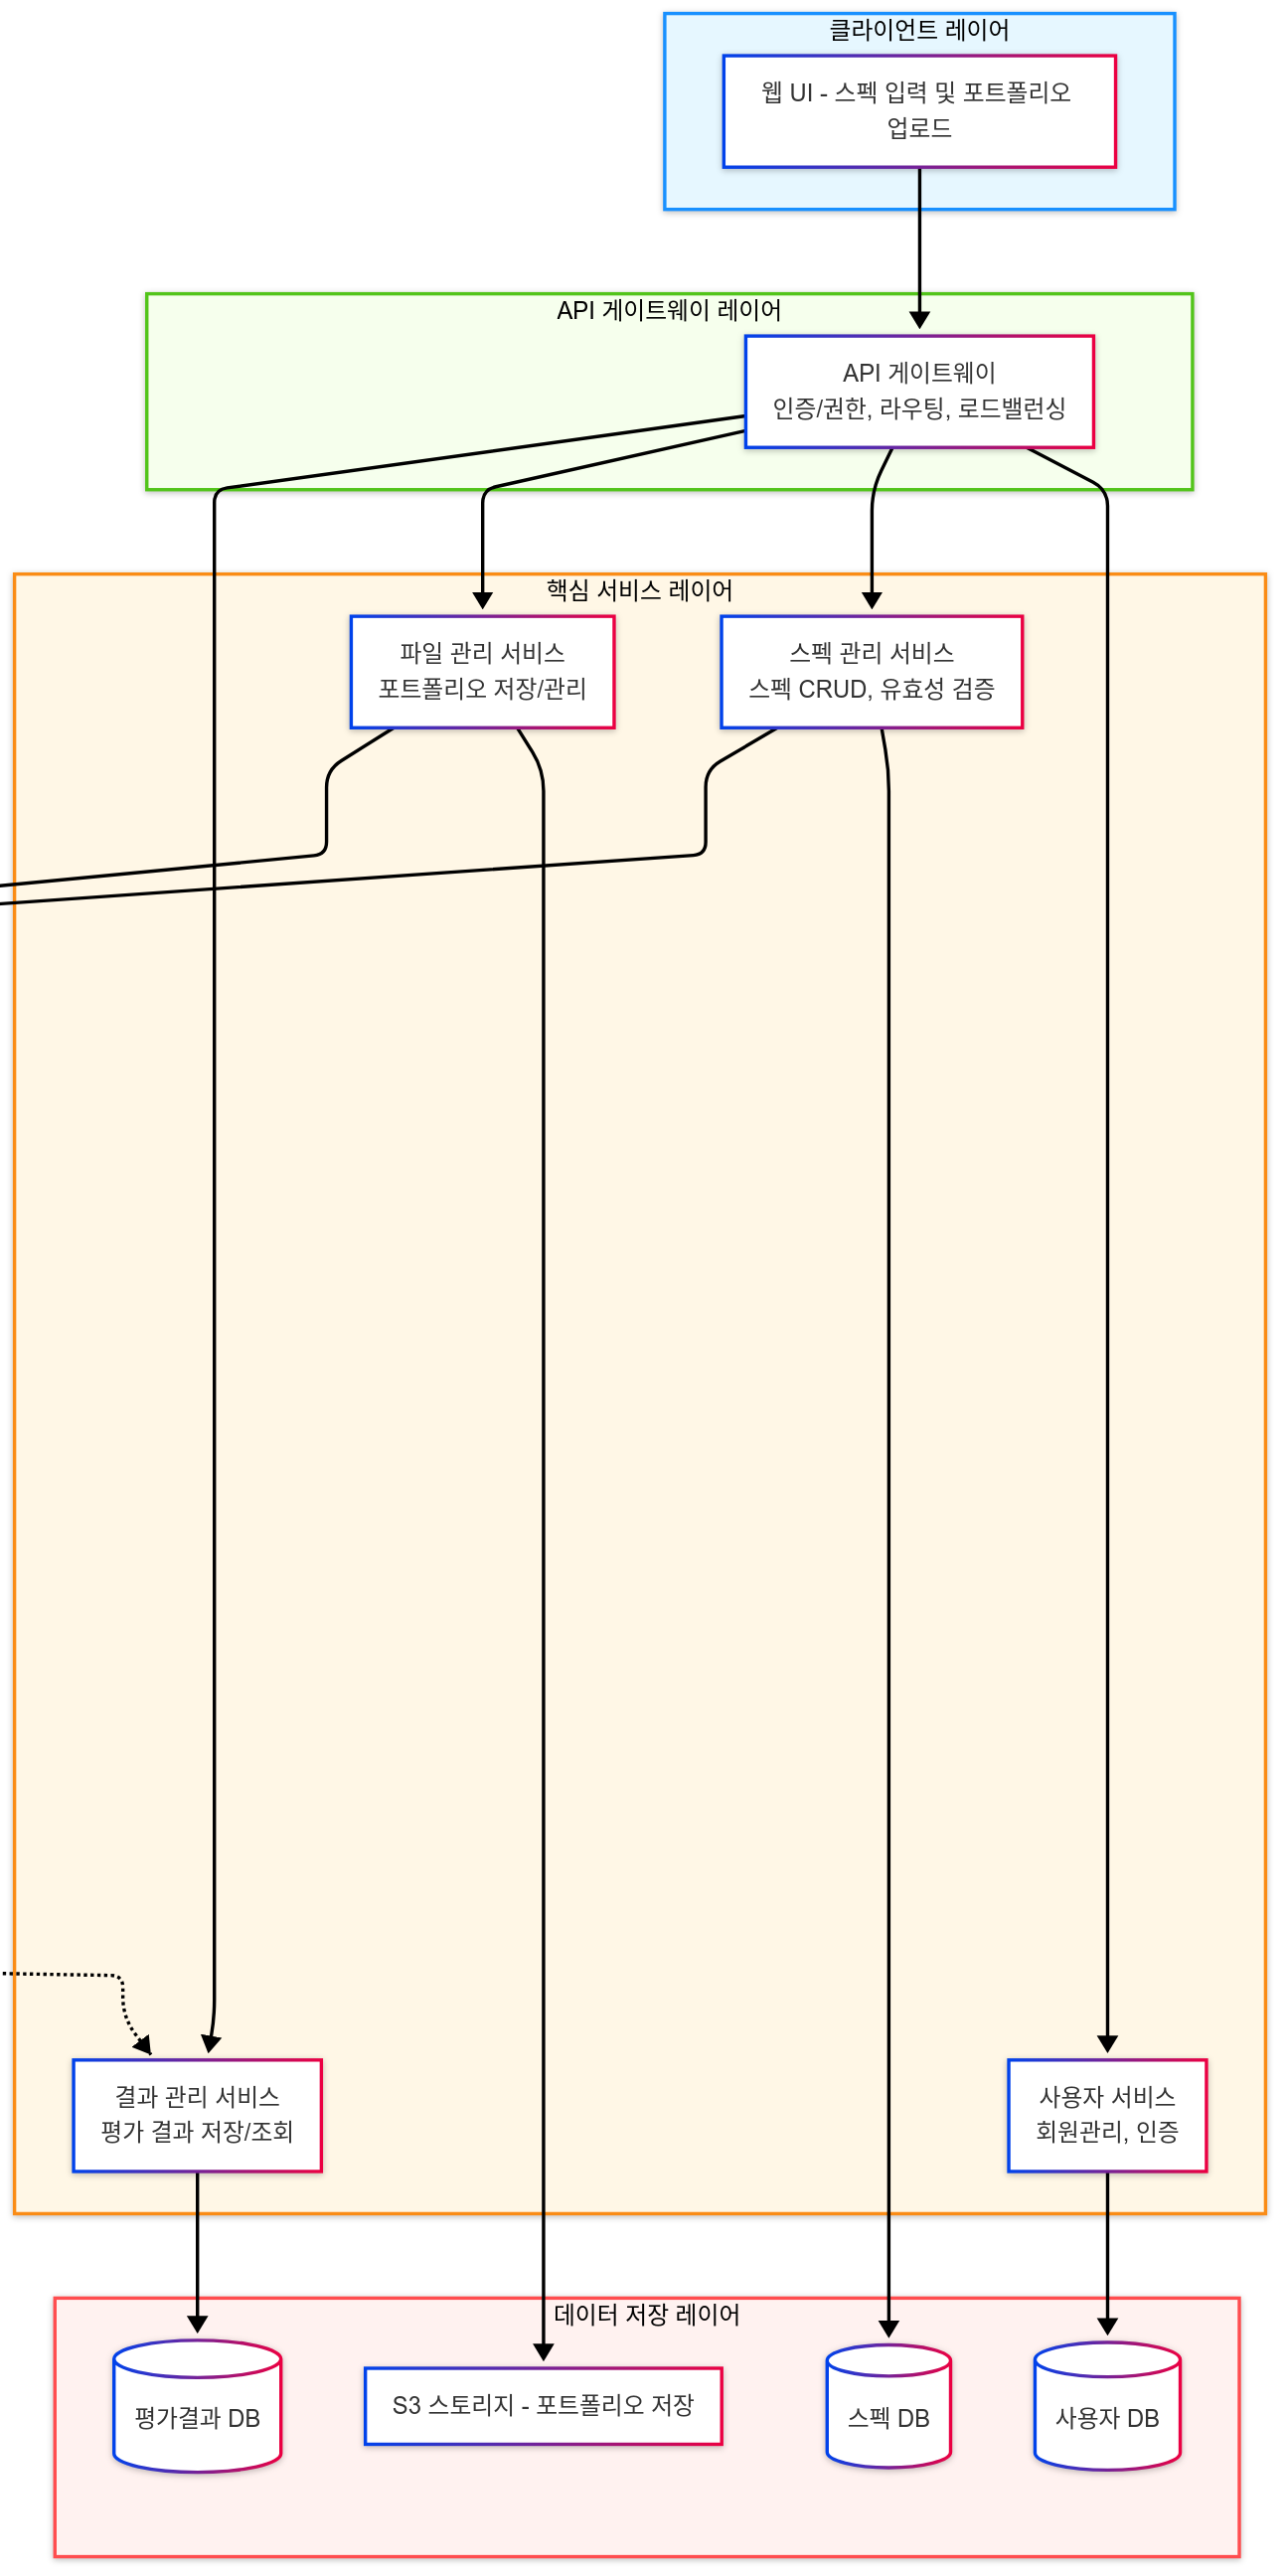 클라이언트 레이어
웹 UI - 스펙 입력 및 포트폴리오
업로드
API 게이트웨이 레이어
API 게이트웨이
인증/권한, 라우팅, 로드밸런싱
핵심 서비스 레이어
파일 관리 서비스
포트폴리오 저장/관리
스펙 관리 서비스
스펙 CRUD, 유효성 검증
결과 관리 서비스
평가 결과 저장/조회
사용자 서비스
회원관리, 인증
데이터 저장 레이어
평가결과 DB
S3 스토리지 - 포트폴리오 저장
스펙 DB
사용자 DB